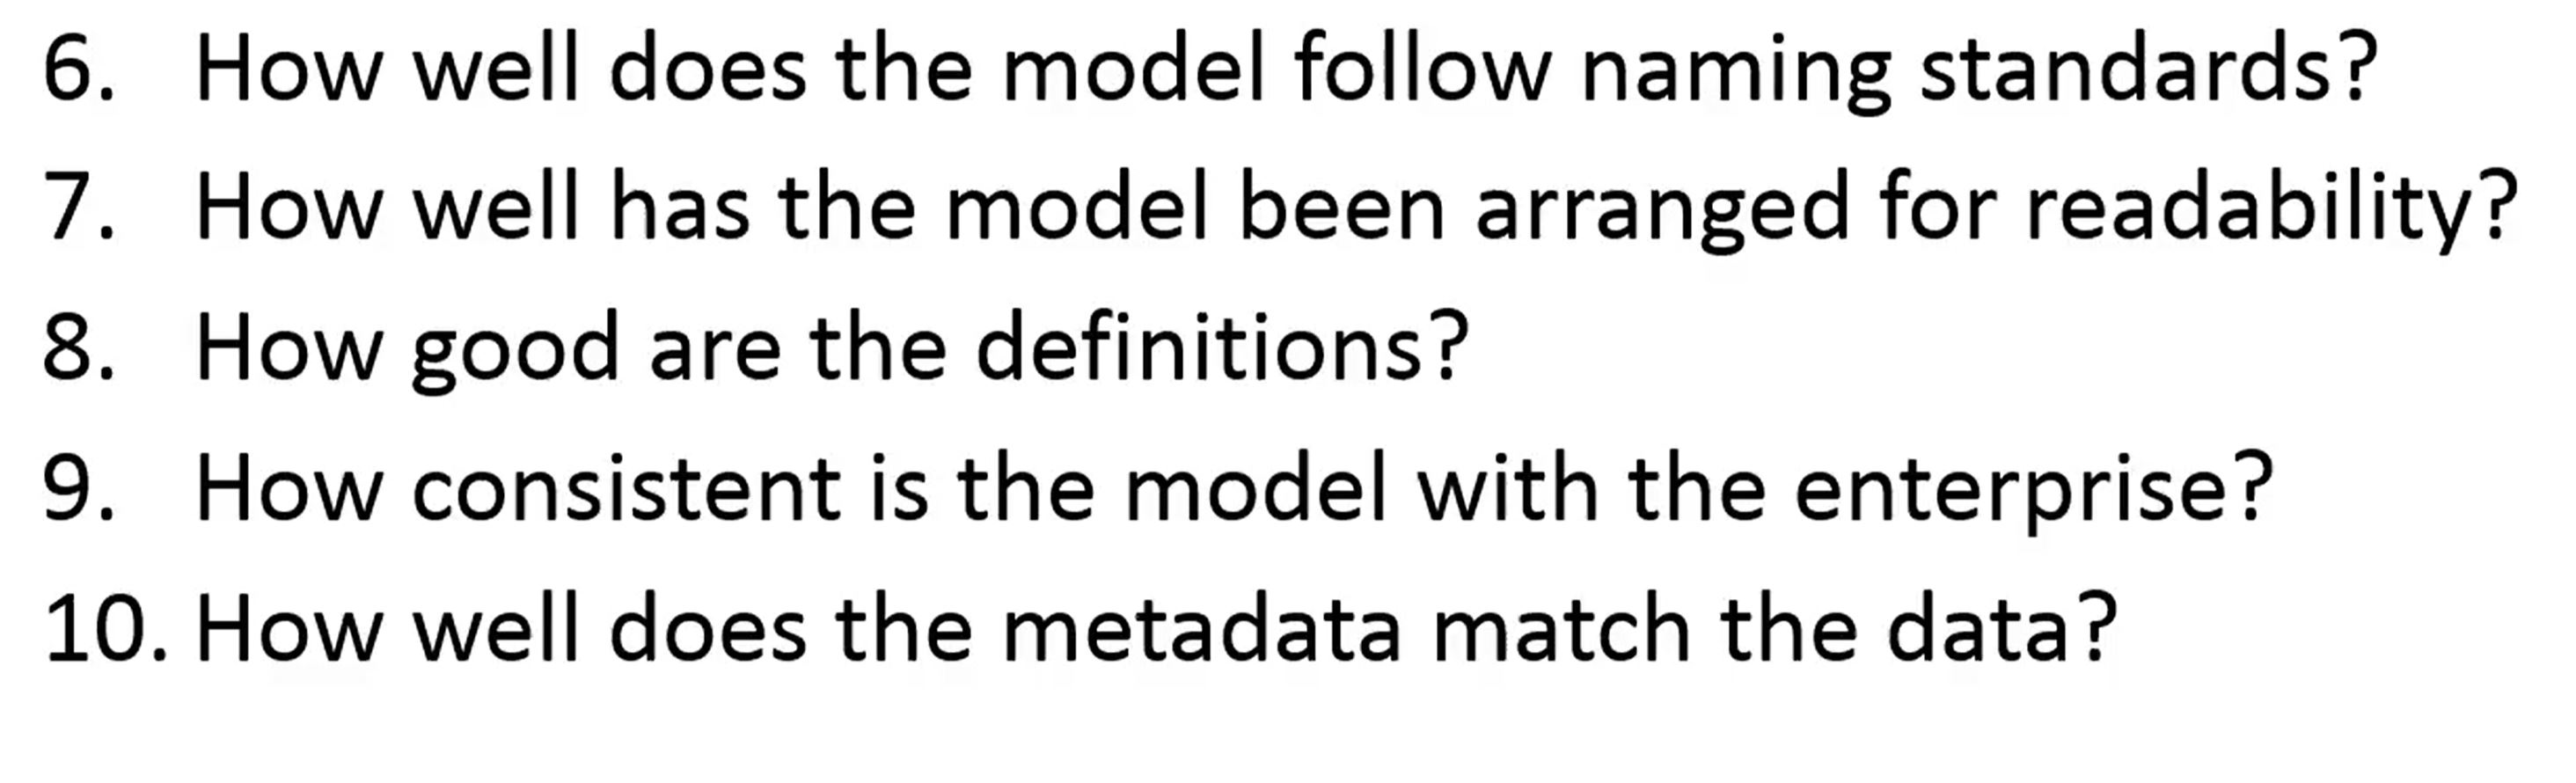 6. How well does the model follow naming standards?
7. How well has the model been arranged for readability?
8. How good are the definitions?
9. How consistent is the model with the enterprise?
10. How well does the metadata match the data?